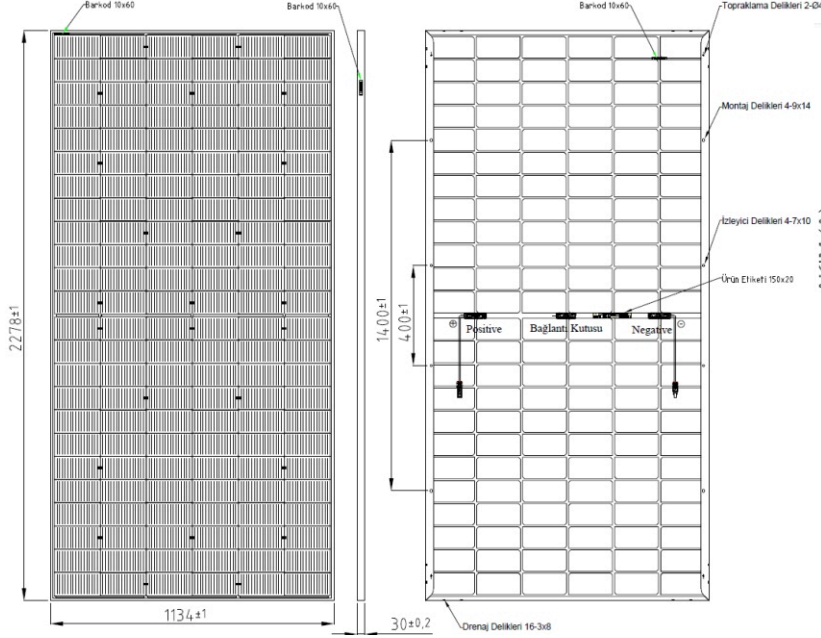 Barkod 10x60
Barkod 10x60
Barkod 10x60
Topraklama Delikleri 2-Ø4
Montaj Delikleri 4-9x14
İzleyici Delikleri 4-7x10
Ürün Etiketi 150x20
2278±1
1400±1
400±1
Positive
Bağlantı Kutusu
Negative
1134±1
30±0,2
Drenaj Delikleri 16-3x8